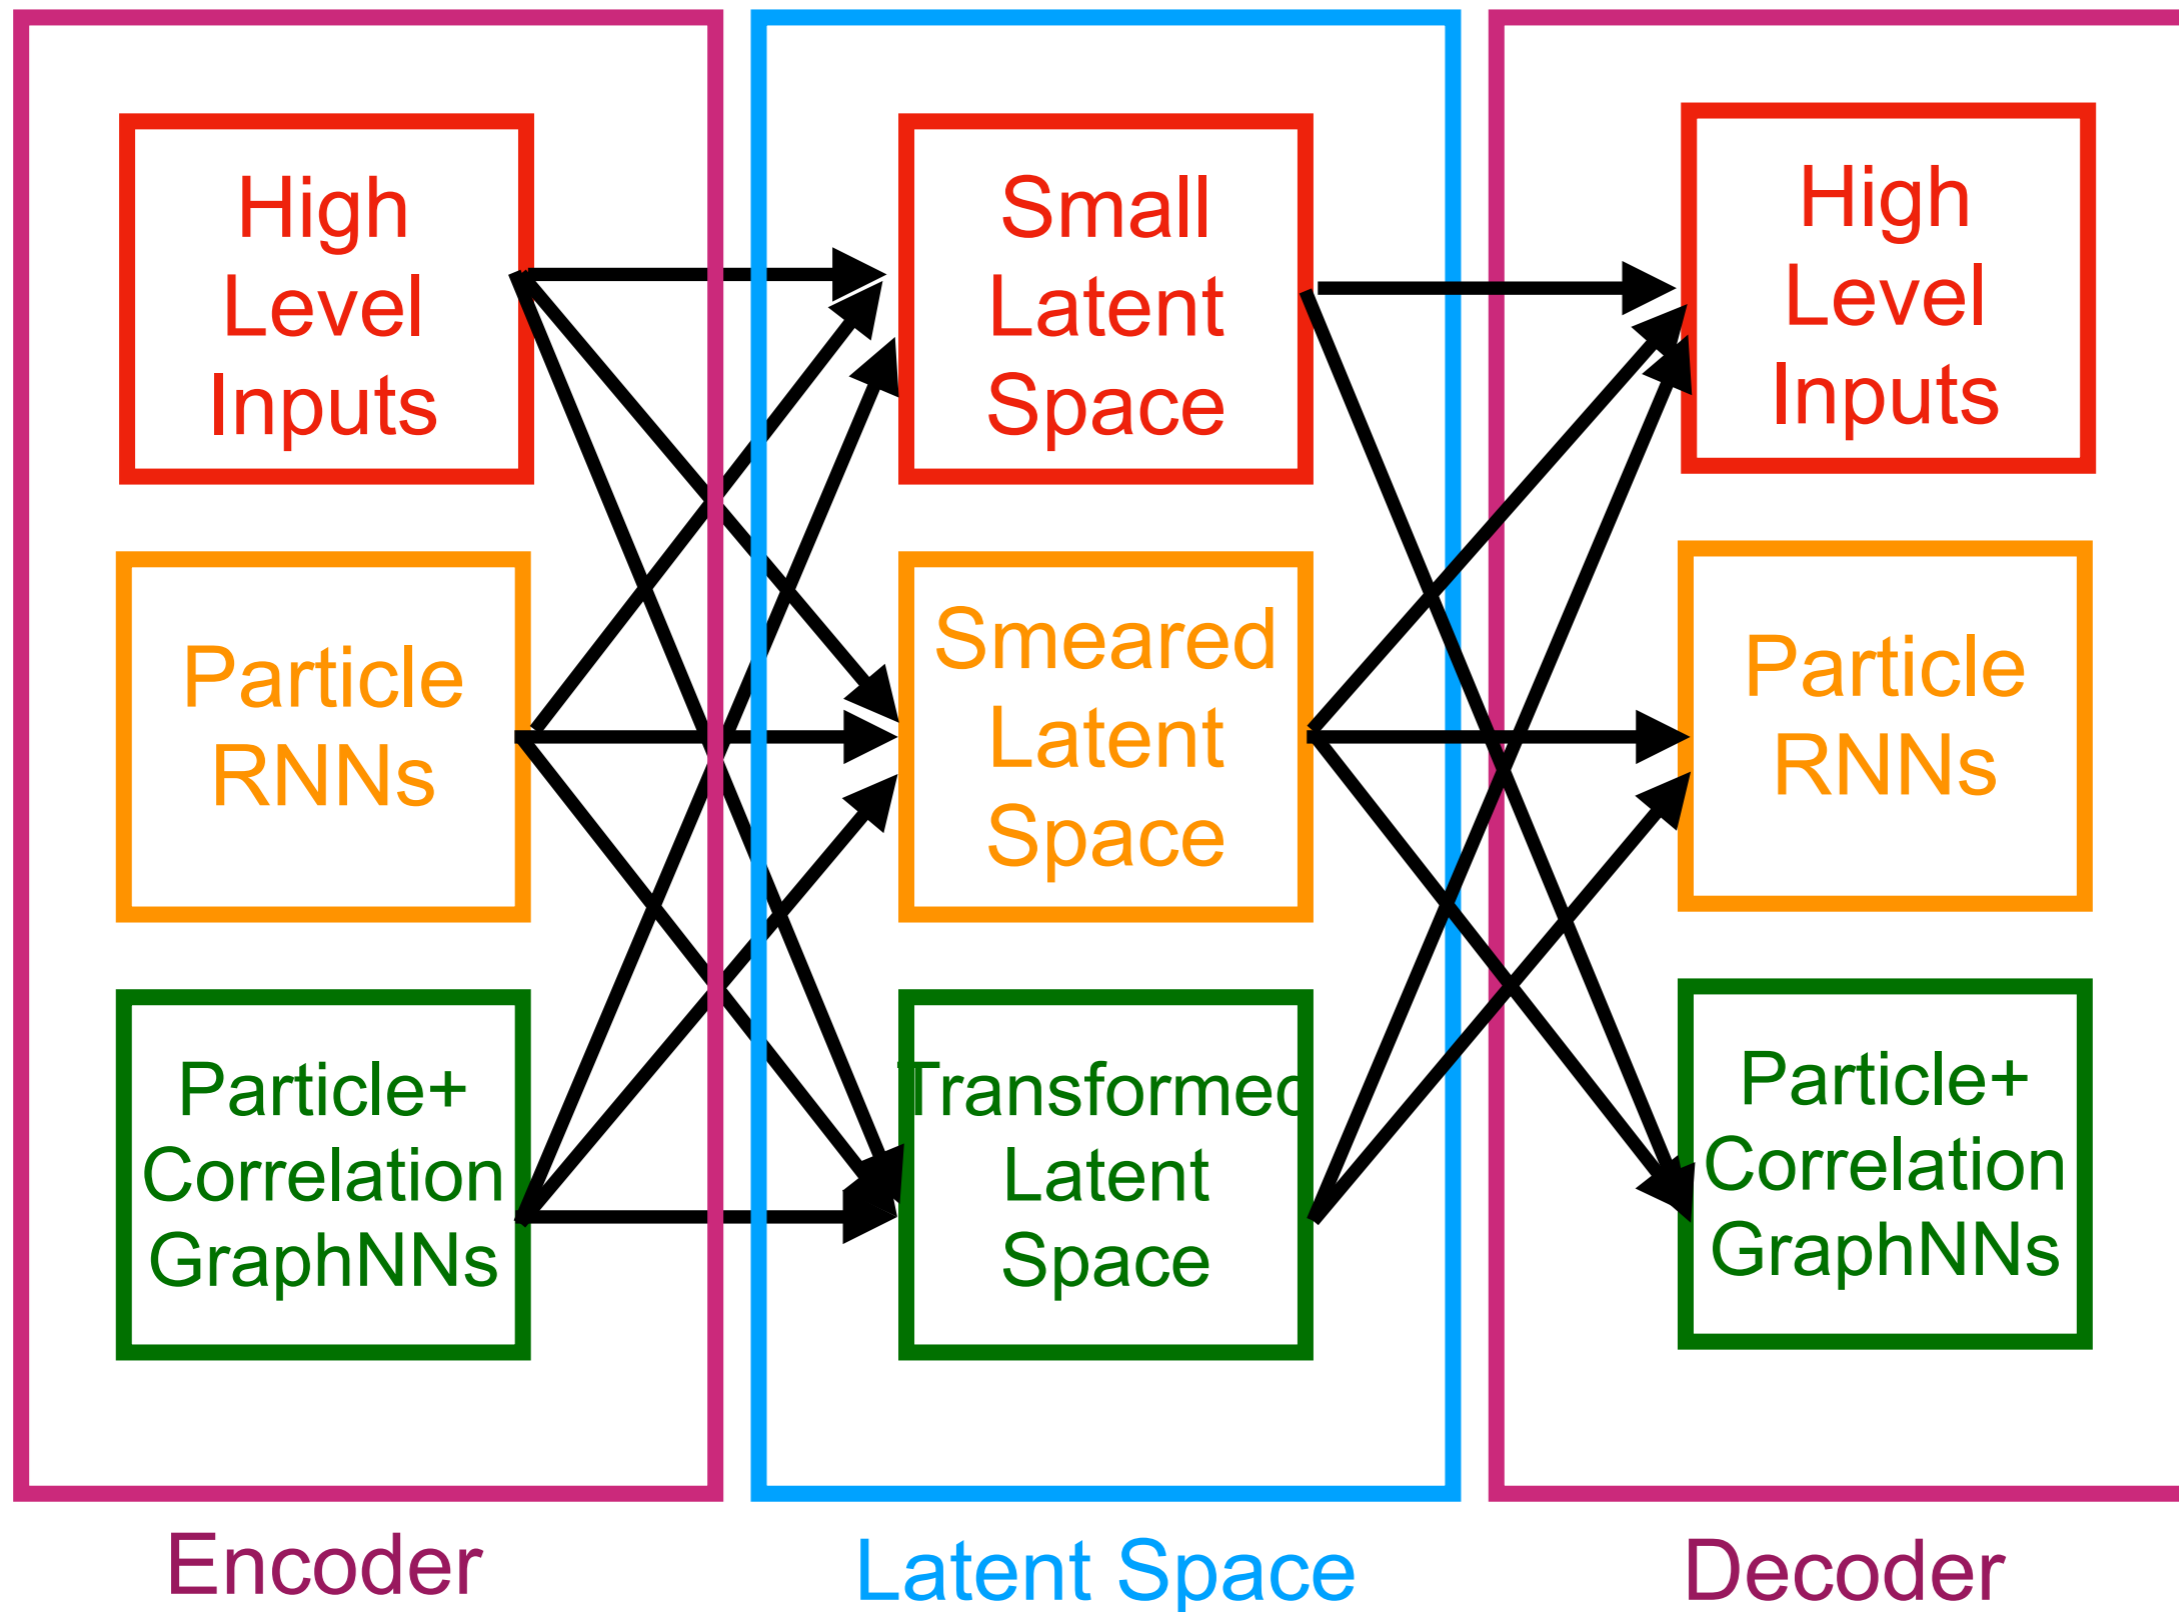 High
Level
Inputs
Particle
RNNs
Particle+
Correlation
GraphNNs
Encoder
Small
Latent
Space
Smeared
Latent
Space
Transformed
Latent
Space
Latent Space
High
Level
Inputs
Particle
RNNs
Particle+
Correlation
GraphNNs
Decoder